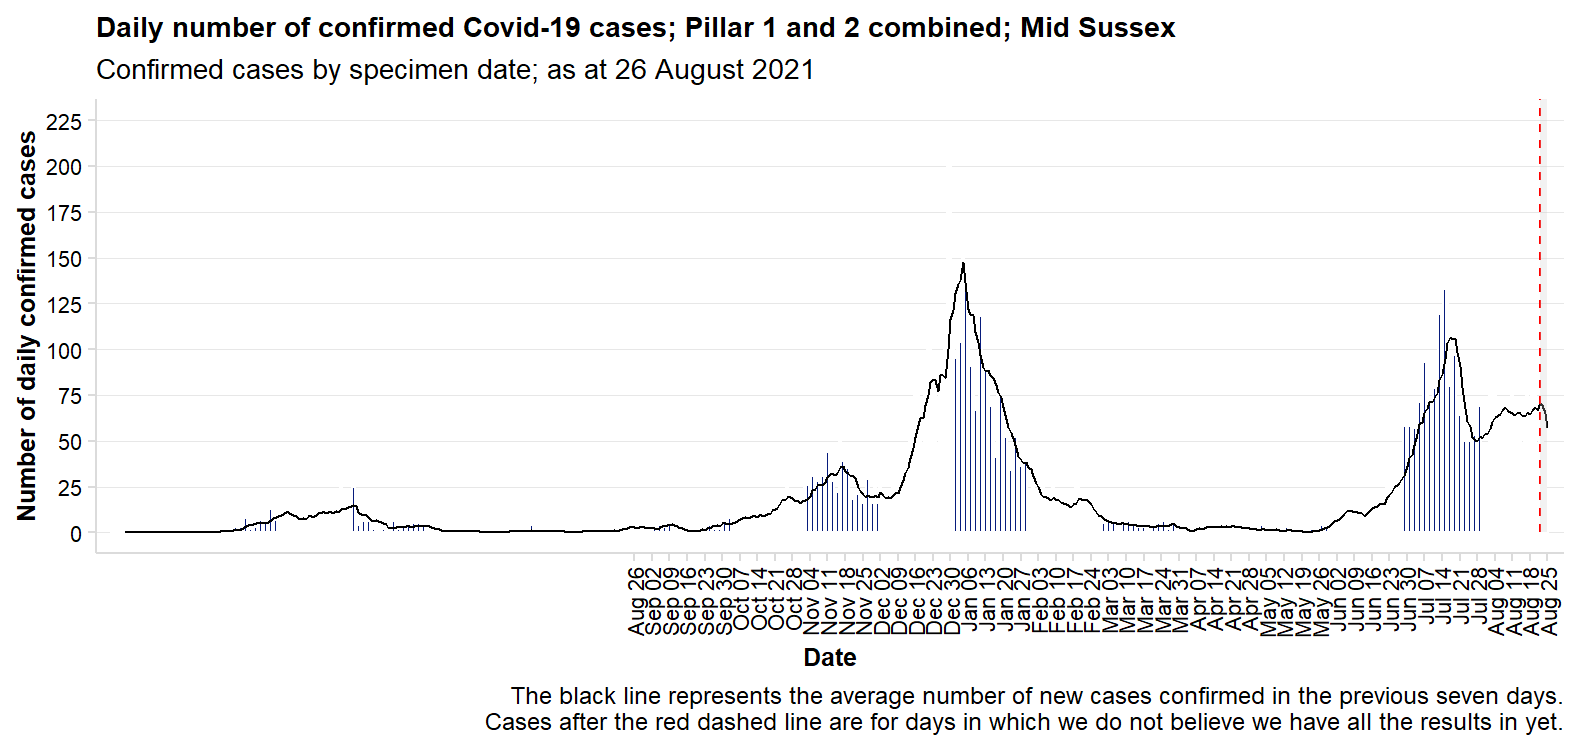 Daily number of confirmed Covid-19 cases; Pillar 1 and 2 combined; Mid Sussex
Confirmed cases by specimen date; as at 26 August 2021
Number of daily confirmed cases
225
200
175
150
125
100
75
50
25
0
Aug 26
Sep 02
Sep 09
Sep 16
Sep 23
Sep 30
Oct 07
Oct 14
Oct 21
Oct 28
Nov 04
Nov 11
Nov 18
Nov 25
Dec 02
Dec 09
Dec 16
Dec 23
Dec 30
Jan 06
Jan 13
Jan 20
Jan 27
Feb 03
Feb 10
Feb 17
Feb 24
Mar 03
Mar 10
Mar 17
Mar 24
Mar 31
Apr 07
Apr 14
Apr 21
Apr 28
May 05
May 12
May 19
May 26
Jun 02
Jun 09
Jun 16
Jun 23
Jun 30
Jul 07
Jul 14
Jul 21
Jul 28
Aug 04
Aug 11
Aug 18
Aug 25
Date
The black line represents the average number of new cases confirmed in the previous seven days.
Cases after the red dashed line are for days in which we do not believe we have all the results in yet.